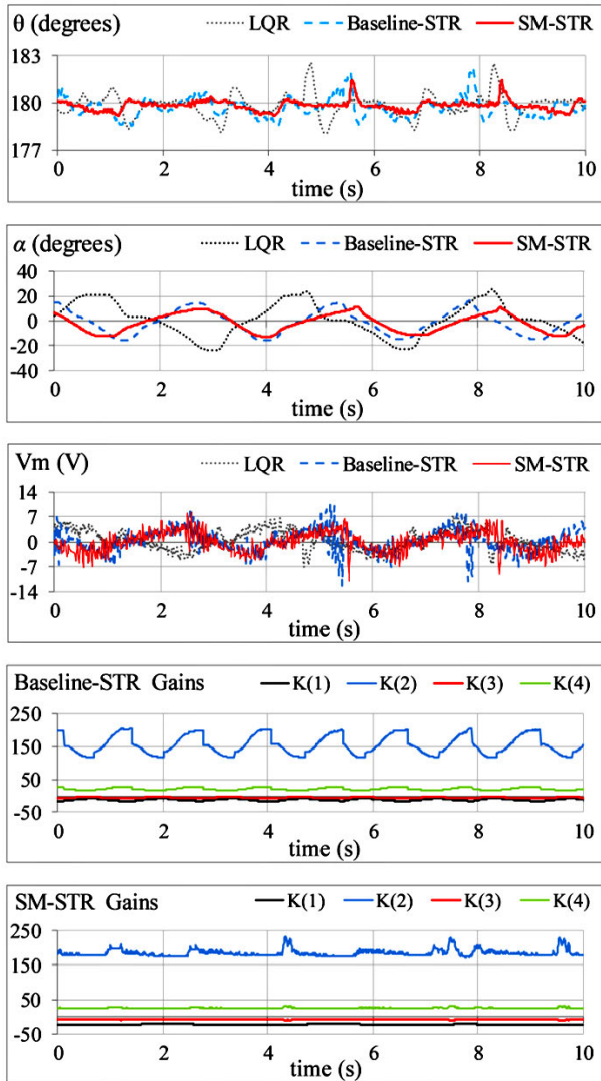 θ (degrees) LQR Baseline-STR SM-STR
183
180
177
0 2 4 6 8 10
time (s)
α (degrees) LQR Baseline-STR SM-STR
40
20
0
-20
-40
0 2 4 6 8 10
time (s)
Vm (V) LQR Baseline-STR SM-STR
14
7
0
-7
-14
0 2 4 6 8 10
time (s)
Baseline-STR Gains K(1) K(2) K(3) K(4)
250
150
50
-50
0 2 4 6 8 10
time (s)
SM-STR Gains K(1) K(2) K(3) K(4)
250
150
50
-50
0 2 4 6 8 10
time (s)